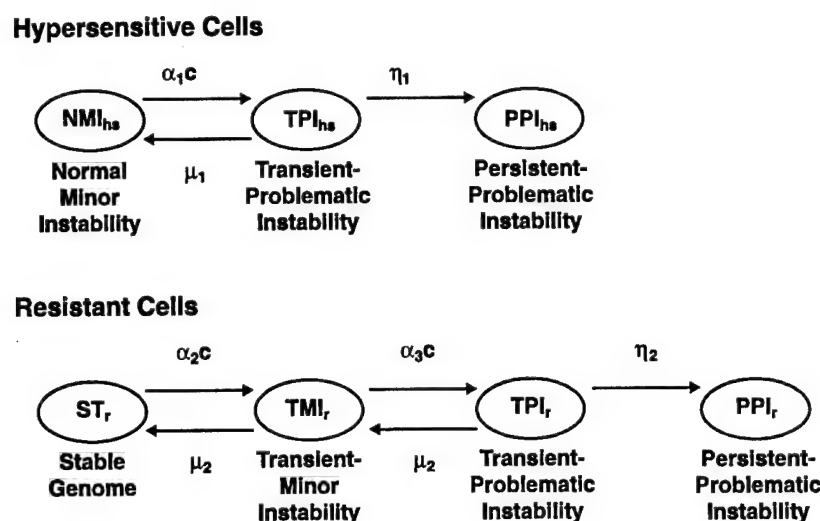 Hypersensitive Cells
α₁c
η₁
NMIₕₛ
TPIₕₛ
PPIₕₛ
μ₁
Normal
Minor
Instability
Transient-
Problematic
Instability
Persistent-
Problematic
Instability
Resistant Cells
α₂c
α₃c
η₂
STᵣ
TMIᵣ
TPIᵣ
PPIᵣ
μ₂
μ₂
Stable
Genome
Transient-
Minor
Instability
Transient-
Problematic
Instability
Persistent-
Problematic
Instability